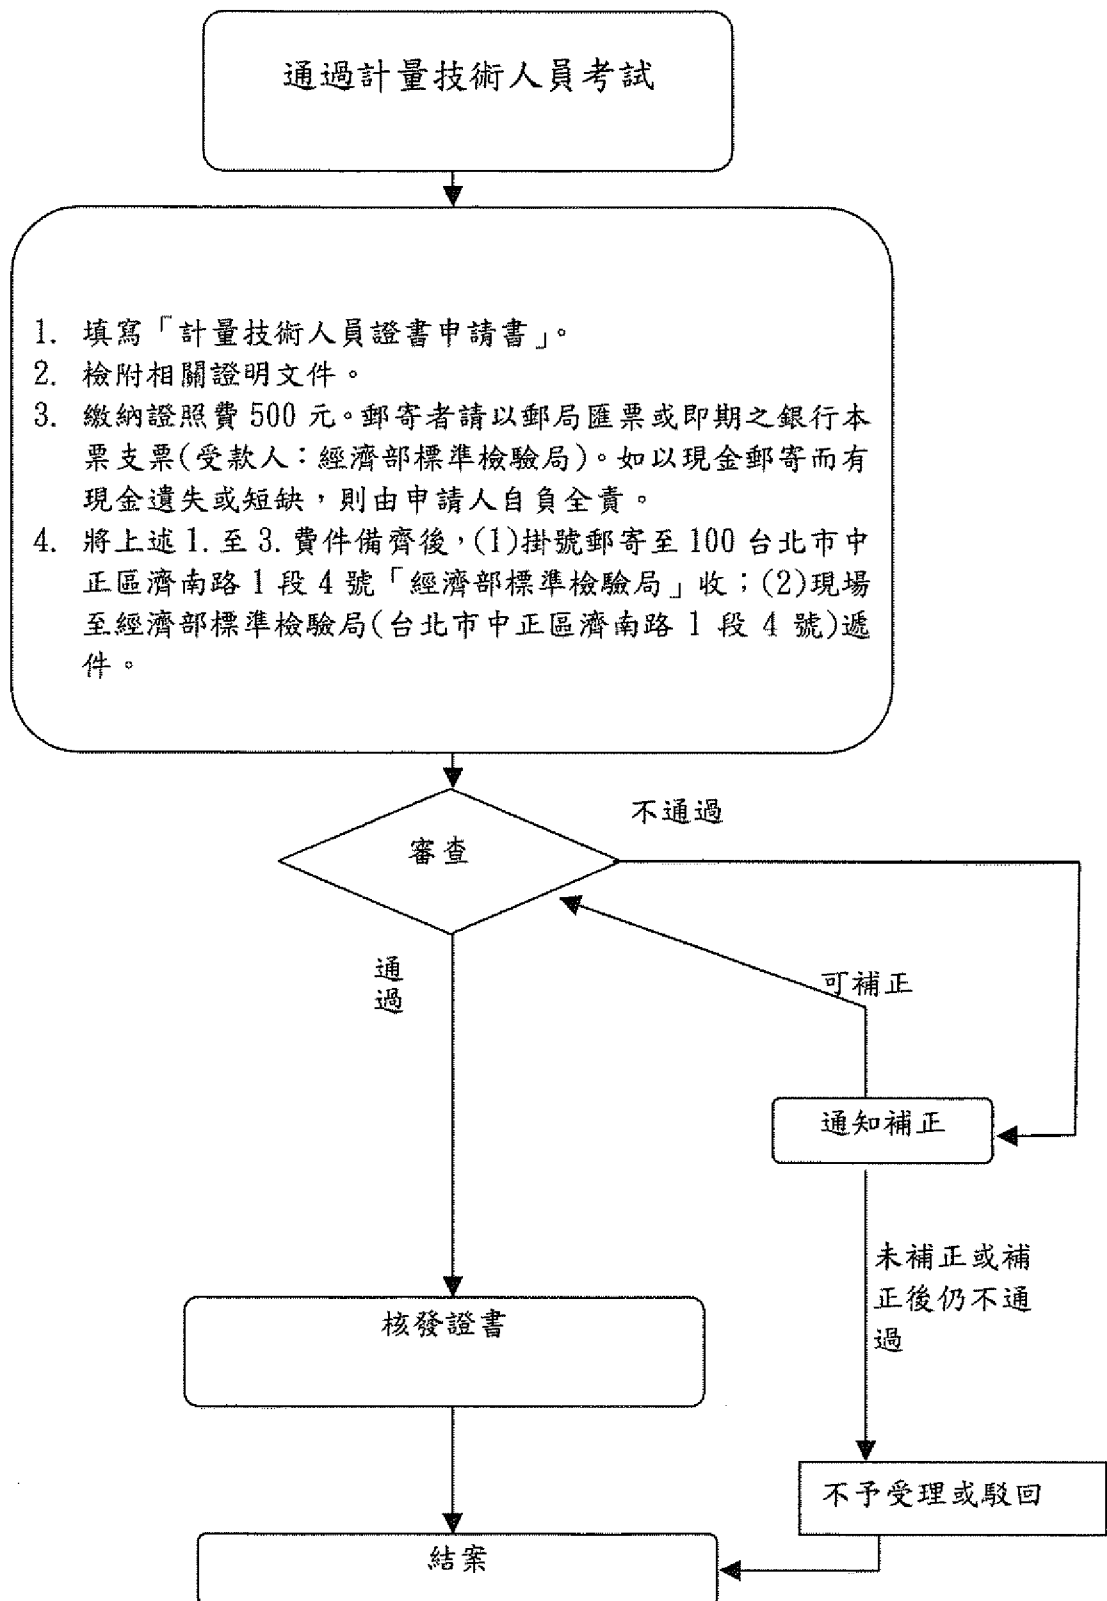 通過計量技術人員考試
1. 填寫「計量技術人員證書申請書」。
2. 檢附相關證明文件。
3. 繳納證照費 500 元。郵寄者請以郵局匯票或即期之銀行本
票支票(受款人：經濟部標準檢驗局)。如以現金郵寄而有
現金遺失或短缺，則由申請人自負全責。
4. 將上述 1. 至 3. 費件備齊後，(1)掛號郵寄至 100 台北市中
正區濟南路 1 段 4 號「經濟部標準檢驗局」收；(2)現場
至經濟部標準檢驗局(台北市中正區濟南路 1 段 4 號)遞
件。
不通過
審查
通
過
可補正
通知補正
未補正或補
正後仍不通
過
核發證書
不予受理或駁回
結案